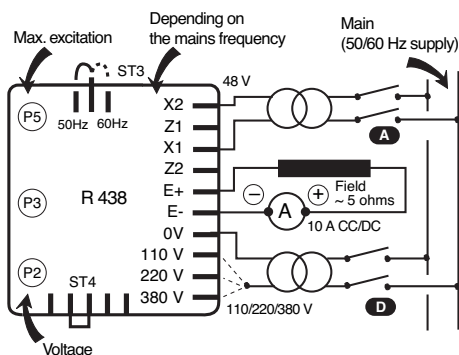 Max. excitation
Depending on
the mains frequency
Main
(50/60 Hz supply)
ST3
48 V
50Hz 60Hz
P5
X2
Z1
X1
A
Z2
P3
R 438
E+
Field
~ 5 ohms
E-
A
10 A CC/DC
0V
110 V
P2
220 V
ST4
380 V
110/220/380 V
D
Voltage